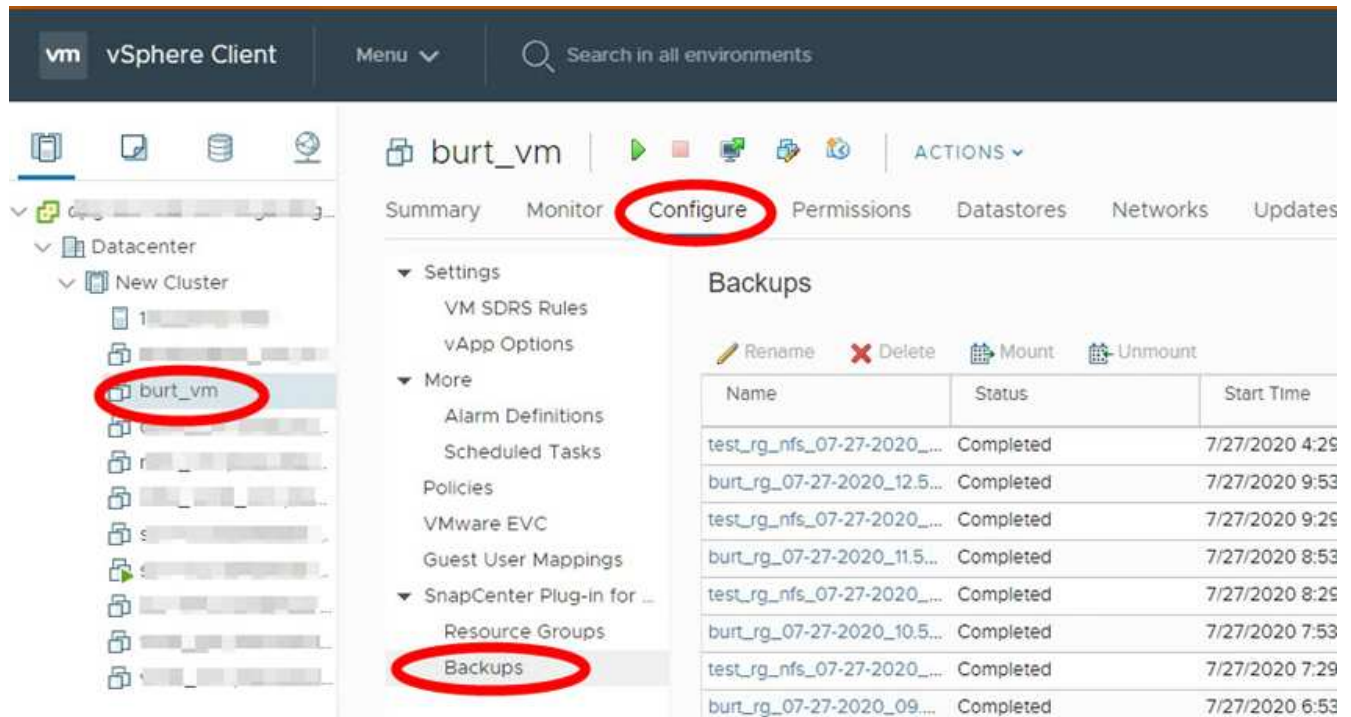 vm vSphere Client Menu Search in all environments
burt_vm ACTIONS
Summary Monitor Configure Permissions Datastores Networks Updates
Datacenter
New Cluster
burt_vm
Settings
VM SDRS Rules
vApp Options
More
Alarm Definitions
Scheduled Tasks
Policies
VMware EVC
Guest User Mappings
SnapCenter Plug-in for ...
Resource Groups
Backups
Backups
Rename Delete Mount Unmount
Name Status Start Time
test_rg_nfs_07-27-2020_... Completed 7/27/2020 4:29
burt_rg_07-27-2020_12.5... Completed 7/27/2020 9:53
test_rg_nfs_07-27-2020_... Completed 7/27/2020 9:29
burt_rg_07-27-2020_11.5... Completed 7/27/2020 8:53
test_rg_nfs_07-27-2020_... Completed 7/27/2020 8:29
burt_rg_07-27-2020_10.5... Completed 7/27/2020 7:53
test_rg_nfs_07-27-2020_... Completed 7/27/2020 7:29
burt_rg_07-27-2020_09.... Completed 7/27/2020 6:53